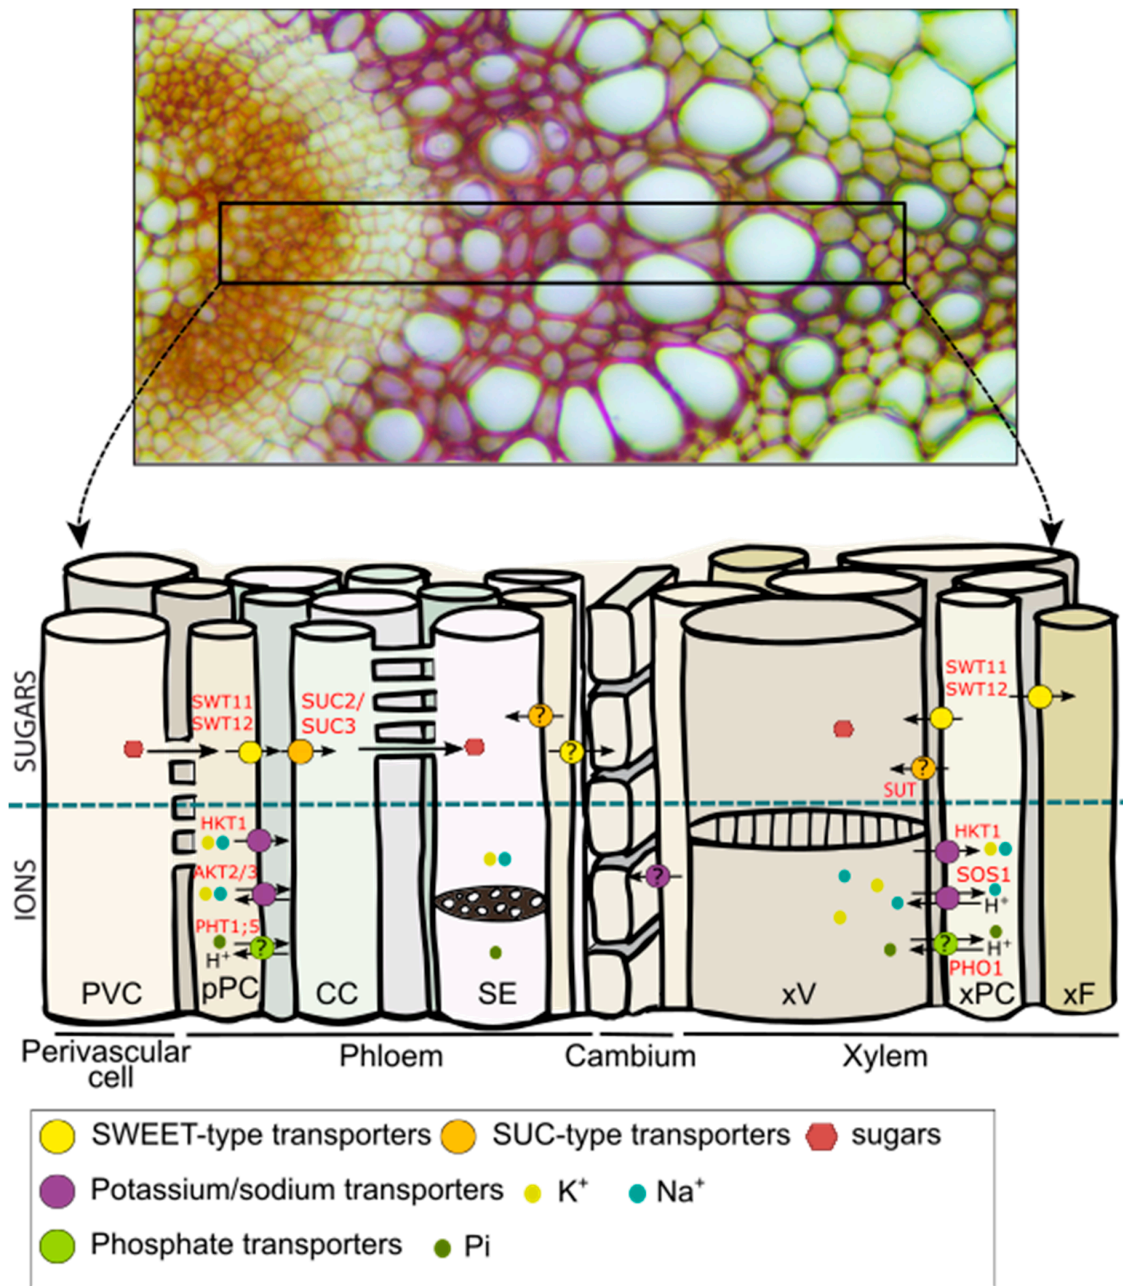 SUGARS
IONS
SWT11
SWT12
SUC2/
SUC3
?
?
SWT11
SWT12
?
SUT
HKT1
AKT2/3
PHT1;5
H+
?
?
HKT1
SOS1
H+
?
H+
PHO1
PVC
pPC
CC
SE
xV
xPC
xF
Perivascular
cell
Phloem
Cambium
Xylem
SWEET-type transporters
SUC-type transporters
sugars
Potassium/sodium transporters
K+
Na+
Phosphate transporters
Pi